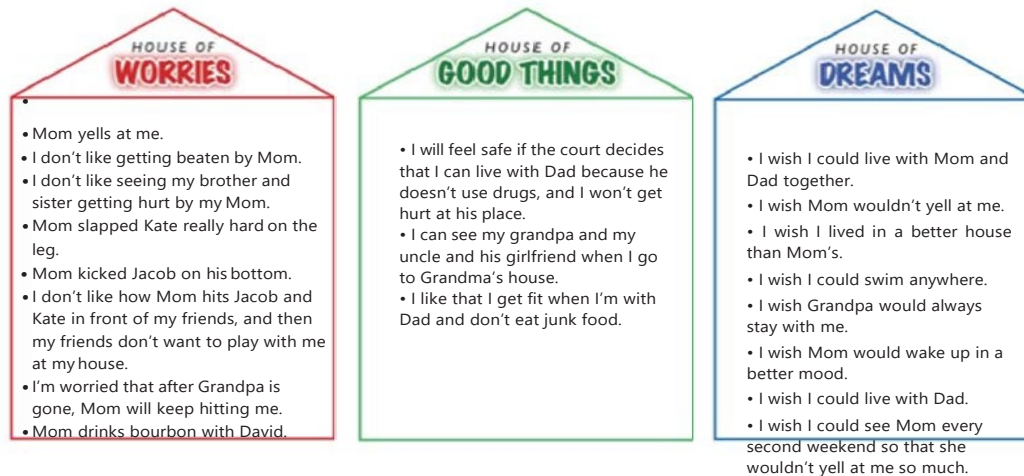 HOUSE OF
WORRIES
•
• Mom yells at me.
• I don't like getting beaten by Mom.
• I don't like seeing my brother and
sister getting hurt by my Mom.
• Mom slapped Kate really hard on the
leg.
• Mom kicked Jacob on his bottom.
• I don't like how Mom hits Jacob and
Kate in front of my friends, and then
my friends don't want to play with me
at my house.
• I'm worried that after Grandpa is
gone, Mom will keep hitting me.
• Mom drinks bourbon with David.
HOUSE OF
GOOD THINGS
• I will feel safe if the court decides
that I can live with Dad because he
doesn't use drugs, and I won't get
hurt at his place.
• I can see my grandpa and my
uncle and his girlfriend when I go
to Grandma's house.
• I like that I get fit when I'm with
Dad and don't eat junk food.
HOUSE OF
DREAMS
• I wish I could live with Mom and
Dad together.
• I wish Mom wouldn't yell at me.
• I wish I lived in a better house
than Mom's.
• I wish I could swim anywhere.
• I wish Grandpa would always
stay with me.
• I wish Mom would wake up in a
better mood.
• I wish I could live with Dad.
• I wish I could see Mom every
second weekend so that she
wouldn't yell at me so much.